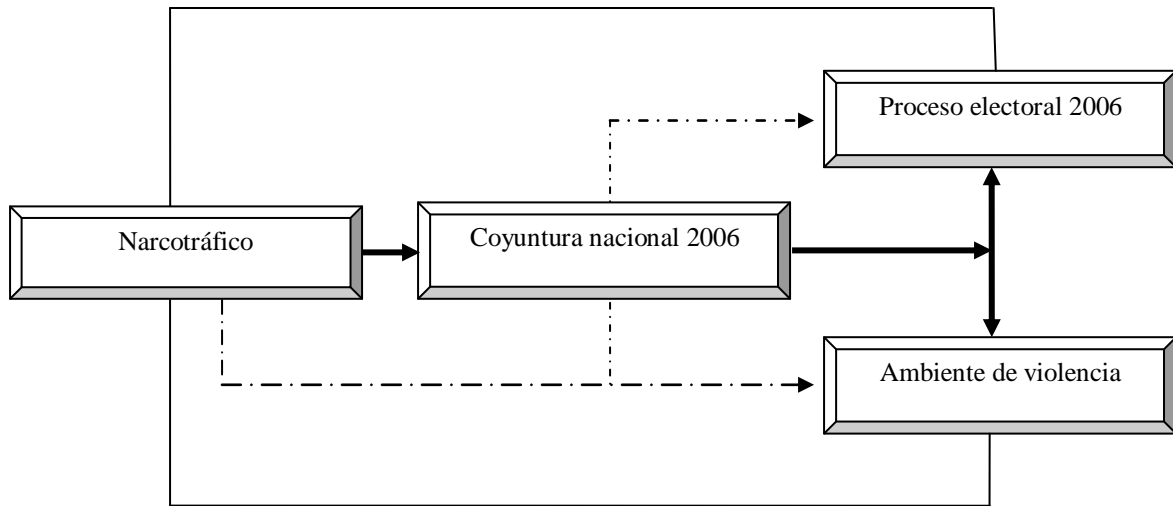 Proceso electoral 2006
Narcotráfico
Coyuntura nacional 2006
Ambiente de violencia